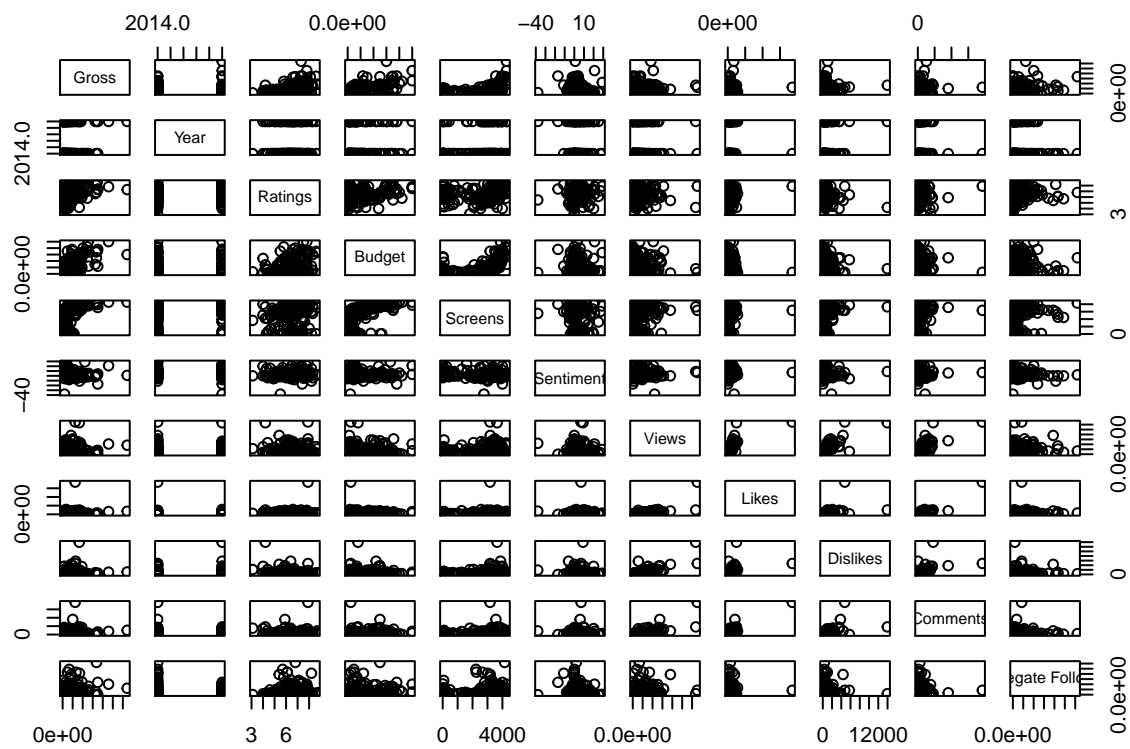 2014.0 0.0e+00 −40 10 0e+00 0
Gross
0e+00
2014.0
Year
Ratings
3
0.0e+00
Budget
Screens
0
−40
Sentiment
Views
0.0e+00
0e+00
Likes
Dislikes
0
0
Comments
egate Follo
0.0e+00
0e+00 3 6 0 4000 0.0e+00 0 12000 0.0e+00